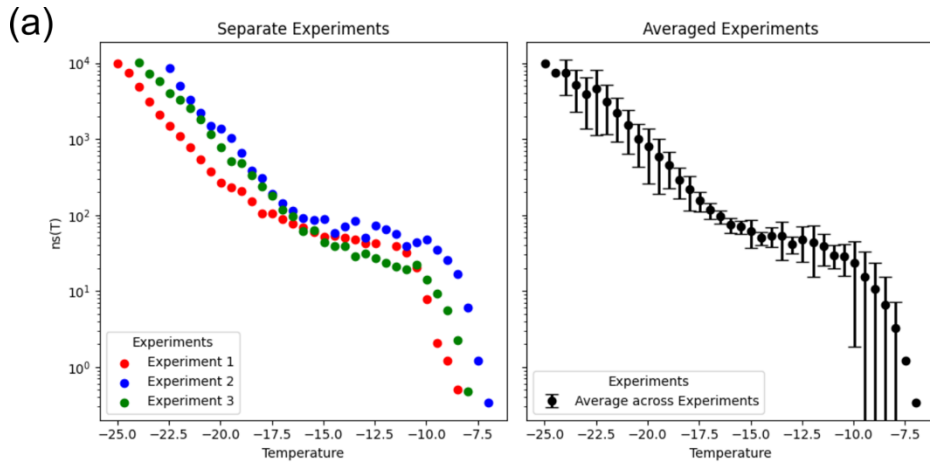 (a)
Separate Experiments
Averaged Experiments
10⁴
10³
10²
10¹
10⁰
ns(T)
Experiments
Experiment 1
Experiment 2
Experiment 3
Experiments
Average across Experiments
−25.0 −22.5 −20.0 −17.5 −15.0 −12.5 −10.0 −7.5
−25.0 −22.5 −20.0 −17.5 −15.0 −12.5 −10.0 −7.5
Temperature
Temperature